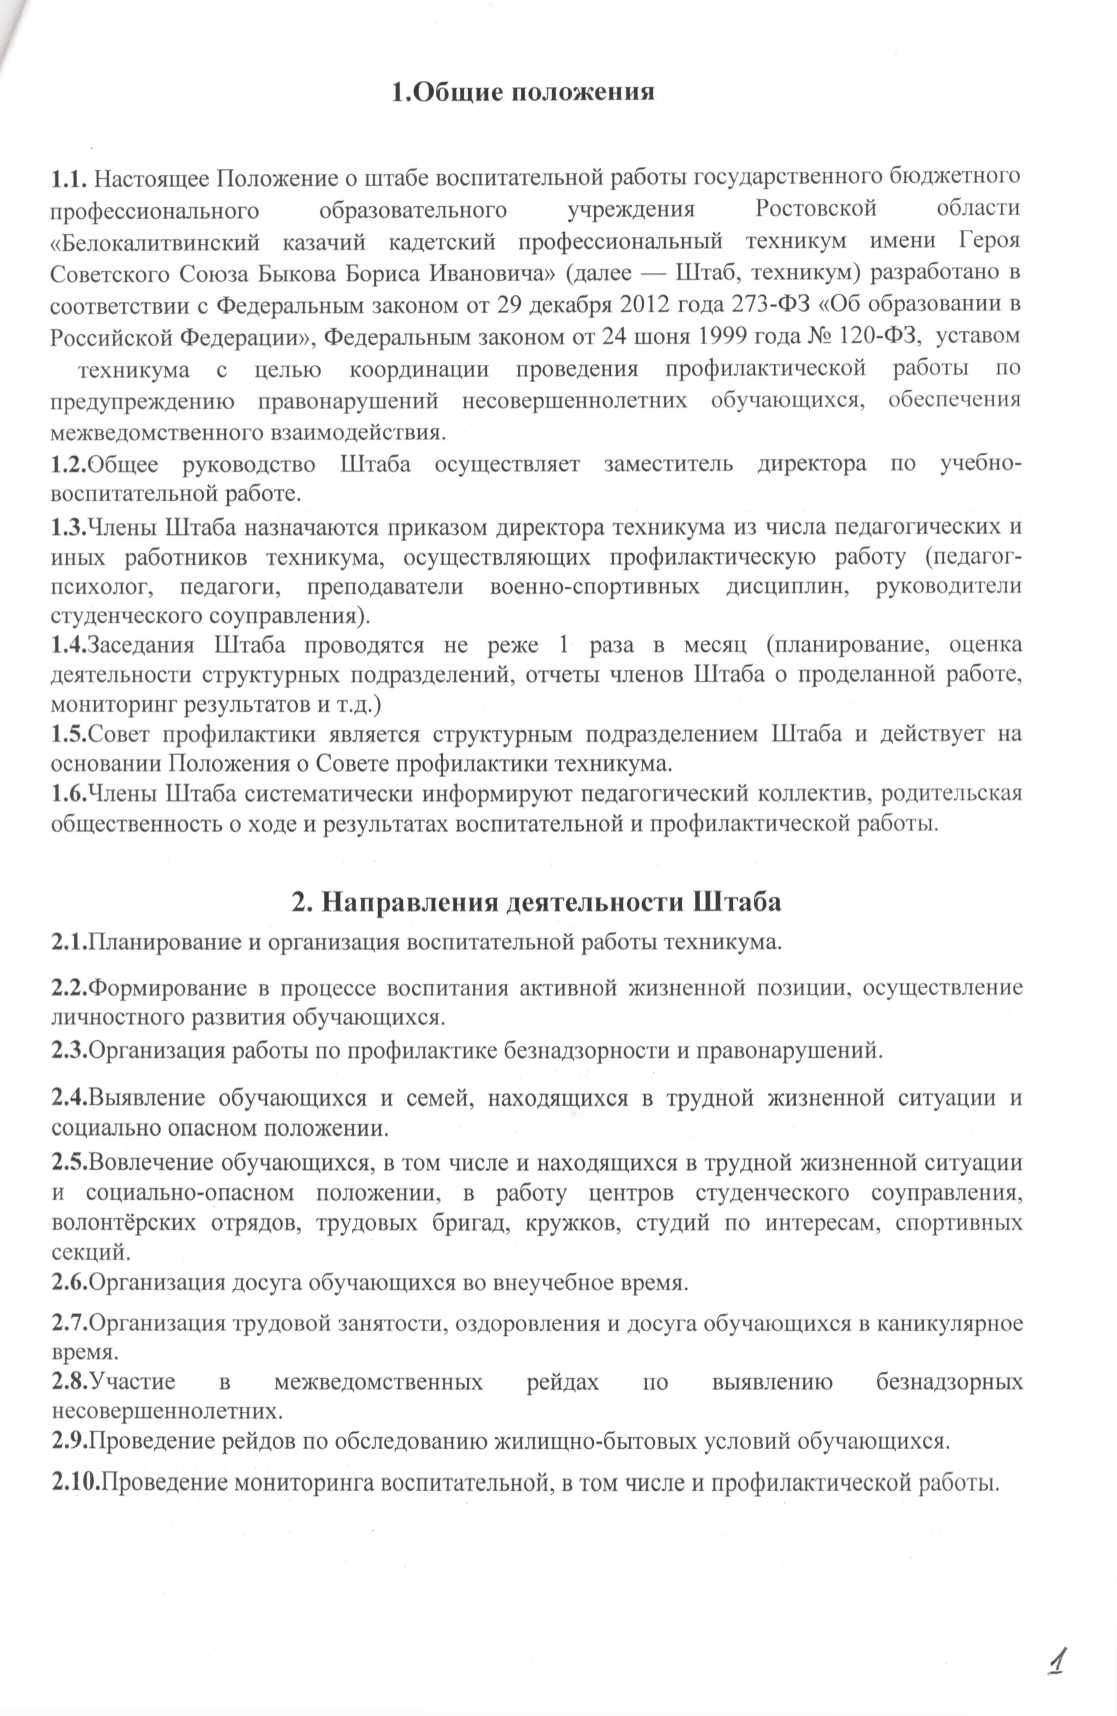 1.Общие положения
1.1. Настоящее Положение о штабе воспитательной работы государственного бюджетного
профессионального образовательного учреждения Ростовской области
«Белокалитвинский казачий кадетский профессиональный техникум имени Героя
Советского Союза Быкова Бориса Ивановича» (далее — Штаб, техникум) разработано в
соответствии с Федеральным законом от 29 декабря 2012 года 273-ФЗ «Об образовании в
Российской Федерации», Федеральным законом от 24 шоня 1999 года № 120-ФЗ, уставом
техникума с целью координации проведения профилактической работы по
предупреждению правонарушений несовершеннолетних обучающихся, обеспечения
межведомственного взаимодействия.
1.2.Общее руководство Штаба осуществляет заместитель директора по учебно-
воспитательной работе.
1.3.Члены Штаба назначаются приказом директора техникума из числа педагогических и
иных работников техникума, осуществляющих профилактическую работу (педагог-
психолог, педагоги, преподаватели военно-спортивных дисциплин, руководители
студенческого соуправления).
1.4.Заседания Штаба проводятся не реже 1 раза в месяц (планирование, оценка
деятельности структурных подразделений, отчеты членов Штаба о проделанной работе,
мониторинг результатов и т.д.)
1.5.Совет профилактики является структурным подразделением Штаба и действует на
основании Положения о Совете профилактики техникума.
1.6.Члены Штаба систематически информируют педагогический коллектив, родительская
общественность о ходе и результатах воспитательной и профилактической работы.
2. Направления деятельности Штаба
2.1.Планирование и организация воспитательной работы техникума.
2.2.Формирование в процессе воспитания активной жизненной позиции, осуществление
личностного развития обучающихся.
2.3.Организация работы по профилактике безнадзорности и правонарушений.
2.4.Выявление обучающихся и семей, находящихся в трудной жизненной ситуации и
социально опасном положении.
2.5.Вовлечение обучающихся, в том числе и находящихся в трудной жизненной ситуации
и социально-опасном положении, в работу центров студенческого соуправления,
волонтёрских отрядов, трудовых бригад, кружков, студий по интересам, спортивных
секций.
2.6.Организация досуга обучающихся во внеучебное время.
2.7.Организация трудовой занятости, оздоровления и досуга обучающихся в каникулярное
время.
2.8.Участие в межведомственных рейдах по выявлению безнадзорных
несовершеннолетних.
2.9.Проведение рейдов по обследованию жилищно-бытовых условий обучающихся.
2.10.Проведение мониторинга воспитательной, в том числе и профилактической работы.
1